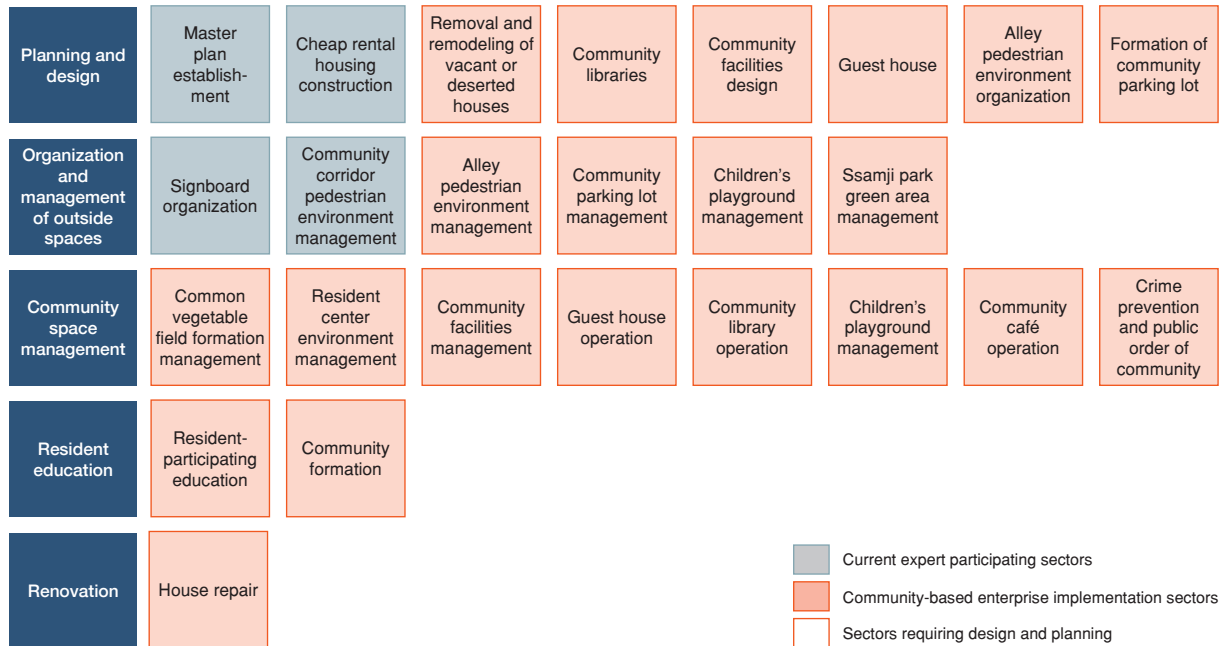 Planning and
design
Master
plan
establish-
ment
Cheap rental
housing
construction
Removal and
remodeling of
vacant or
deserted
houses
Community
libraries
Community
facilities
design
Guest house
Alley
pedestrian
environment
organization
Formation of
community
parking lot
Organization
and
management
of outside
spaces
Signboard
organization
Community
corridor
pedestrian
environment
management
Alley
pedestrian
environment
management
Community
parking lot
management
Children's
playground
management
Ssamji park
green area
management
Community
space
management
Common
vegetable
field formation
management
Resident
center
environment
management
Community
facilities
management
Guest house
operation
Community
library
operation
Children's
playground
management
Community
café
operation
Crime
prevention
and public
order of
community
Resident
education
Resident-
participating
education
Community
formation
Renovation
House repair
Current expert participating sectors
Community-based enterprise implementation sectors
Sectors requiring design and planning